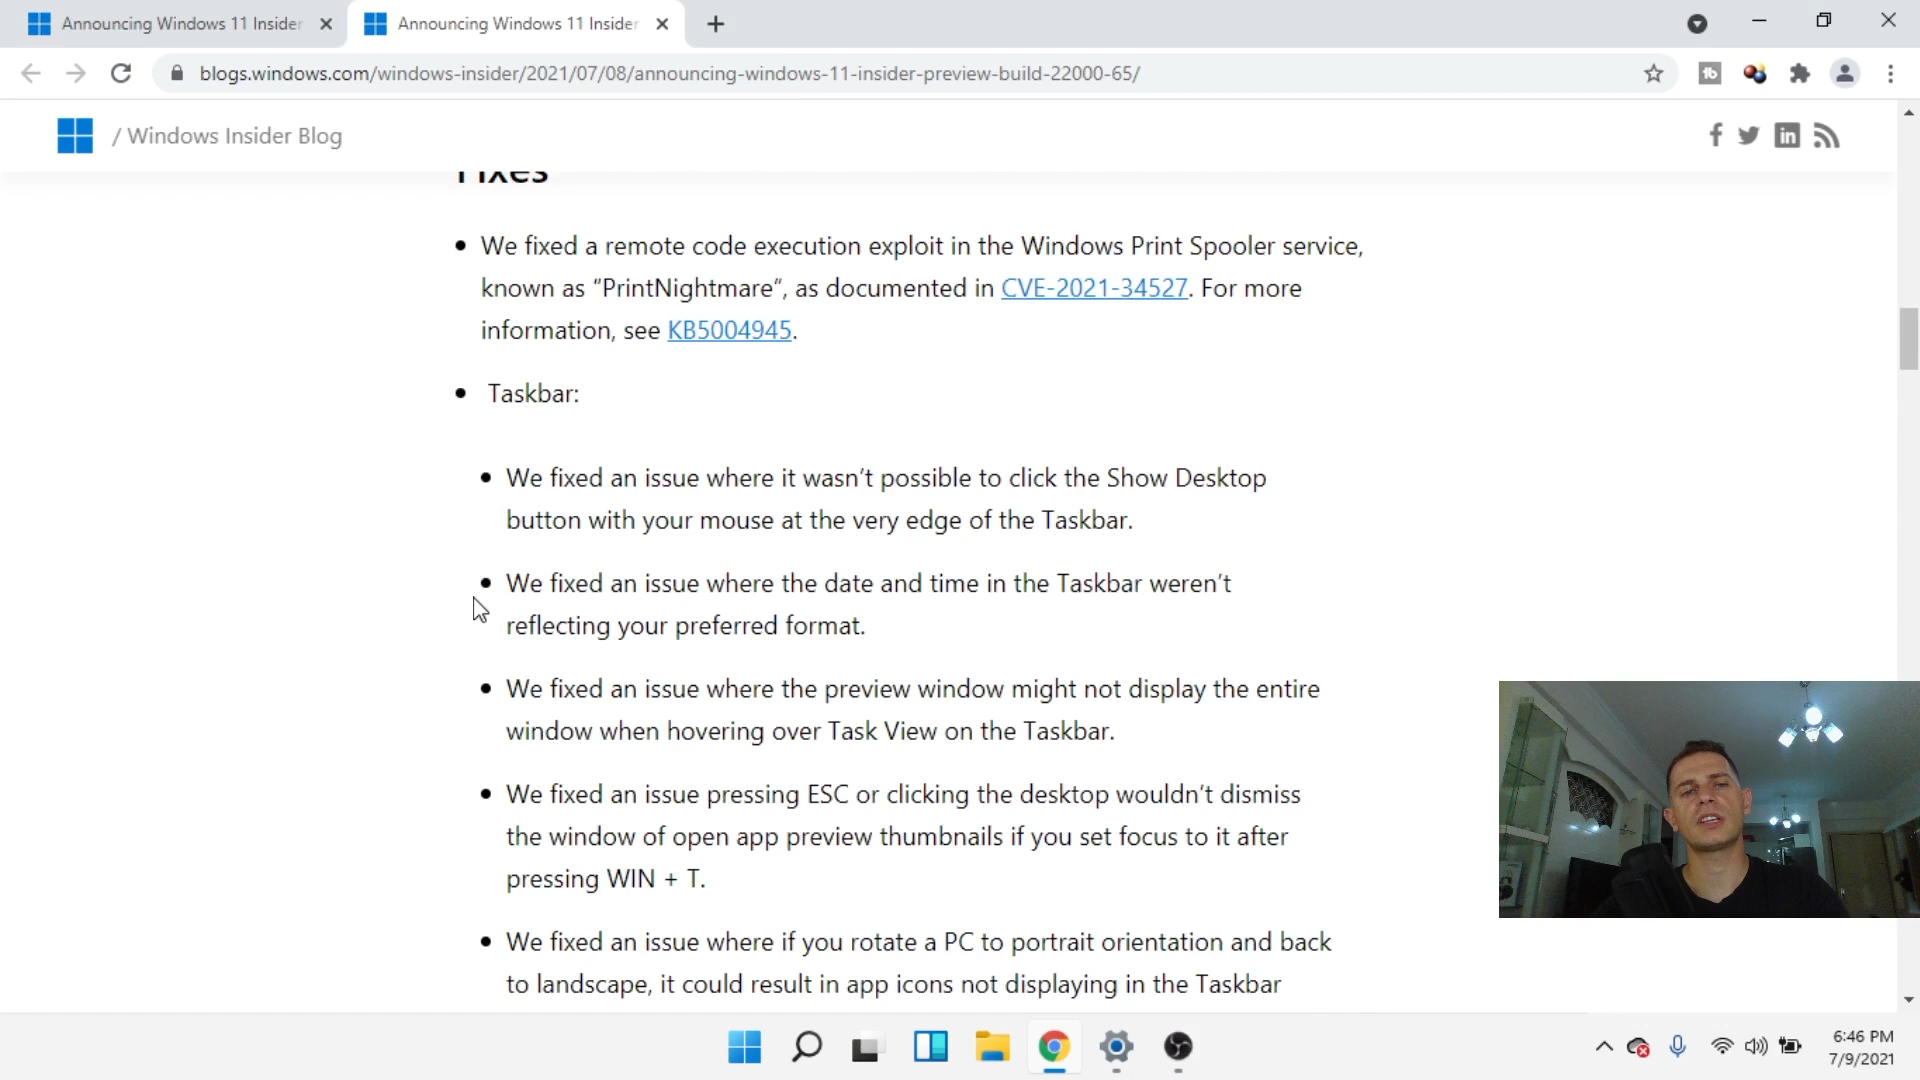 Announcing Windows 11 Insider
Announcing Windows 11 Insider
blogs.windows.com/windows-insider/2021/07/08/announcing-windows-11-insider-preview-build-22000-65/
/ Windows Insider Blog
Fixes
We fixed a remote code execution exploit in the Windows Print Spooler service,
known as “PrintNightmare”, as documented in CVE-2021-34527. For more
information, see KB5004945.
Taskbar:
We fixed an issue where it wasn’t possible to click the Show Desktop
button with your mouse at the very edge of the Taskbar.
We fixed an issue where the date and time in the Taskbar weren’t
reflecting your preferred format.
We fixed an issue where the preview window might not display the entire
window when hovering over Task View on the Taskbar.
We fixed an issue pressing ESC or clicking the desktop wouldn’t dismiss
the window of open app preview thumbnails if you set focus to it after
pressing WIN + T.
We fixed an issue where if you rotate a PC to portrait orientation and back
to landscape, it could result in app icons not displaying in the Taskbar
6:46 PM
7/9/2021